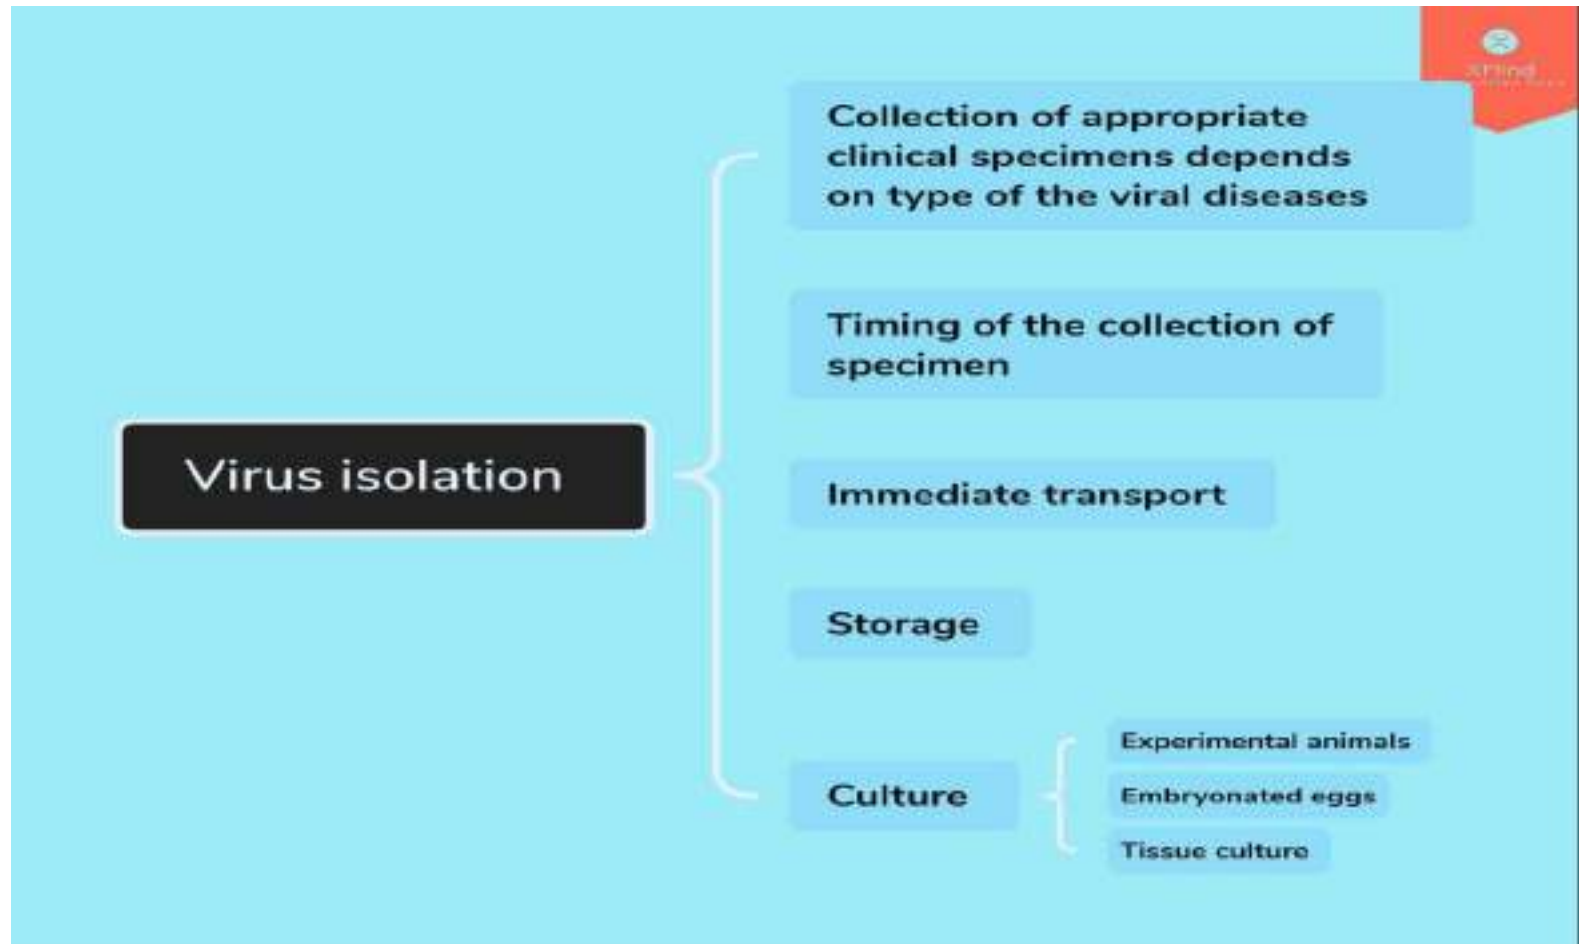 XMind
Collection of appropriate
clinical specimens depends
on type of the viral diseases
Timing of the collection of
specimen
Virus isolation
Immediate transport
Storage
Culture
Experimental animals
Embryonated eggs
Tissue culture